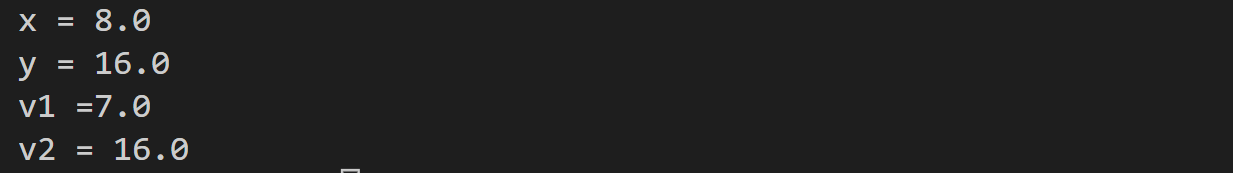 x = 8.0
y = 16.0
v1 =7.0
v2 = 16.0